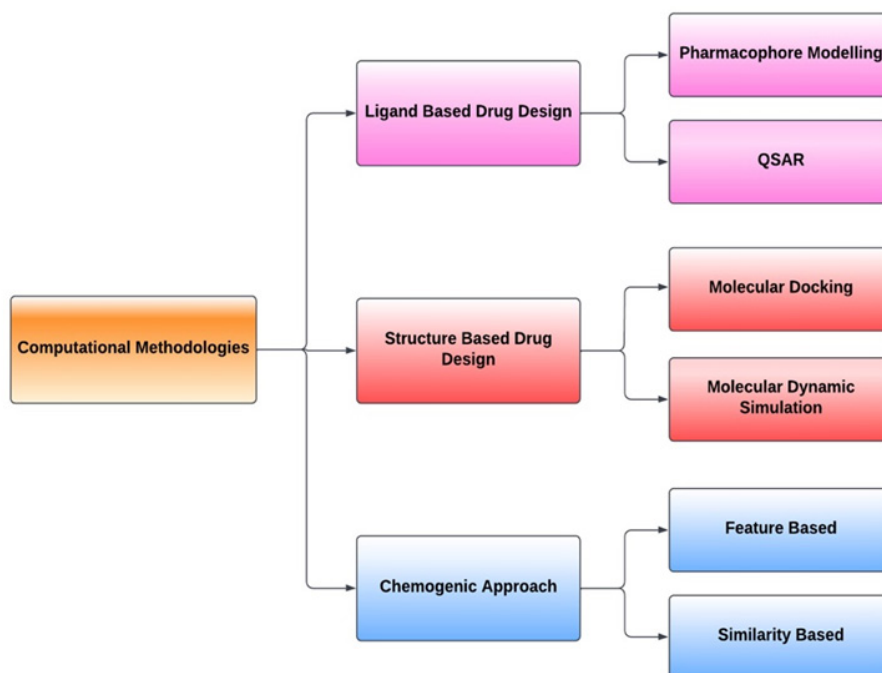 Pharmacophore Modelling
Ligand Based Drug Design
QSAR
Molecular Docking
Computational Methodologies
Structure Based Drug
Design
Molecular Dynamic
Simulation
Feature Based
Chemogenic Approach
Similarity Based